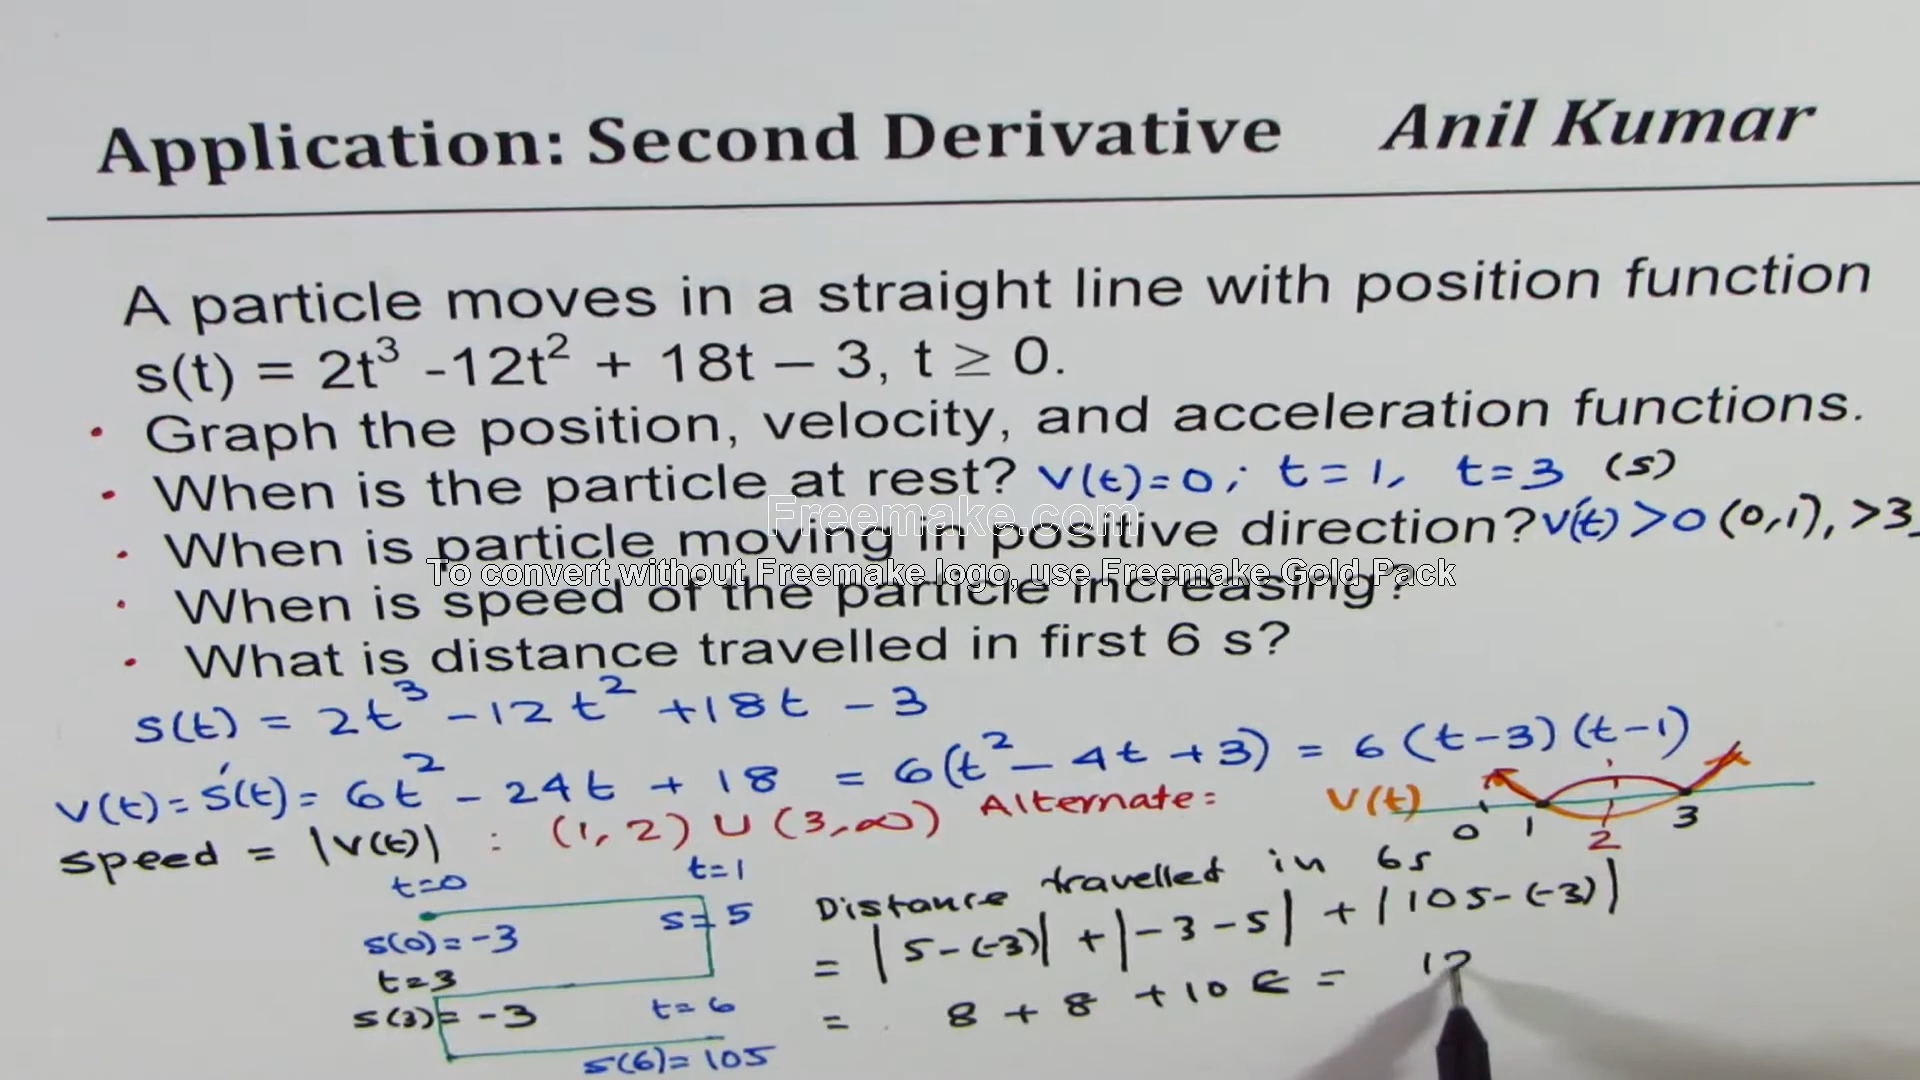 Application: Second Derivative Anil Kumar
A particle moves in a straight line with position function
s(t) = 2t³ -12t² + 18t – 3, t ≥ 0.
• Graph the position, velocity, and acceleration functions.
• When is the particle at rest? v(t)=0; t=1, t=3 (s)
Freemake.com
• When is particle moving in positive direction? v(t)>0 (0,1), >3
To convert without Freemake logo, use Freemake Gold Pack
• When is speed of the particle increasing?
• What is distance travelled in first 6 s?
s(t) = 2t³ -12t² +18t -3
v(t)=s'(t)= 6t² - 24t + 18 = 6(t² - 4t +3) = 6(t-3)(t-1)
speed = |v(t)| : (1,2) ∪ (3,∞) Alternate: v(t) 0 1 2 3
t=0 t=1
s(0)=-3 s=5
t=3
s(3)=-3 t=6
s(6)=105
Distance travelled in 6s
= |5-(-3)| + |-3-5| + |105-(-3)|
= 8 + 8 +10 =